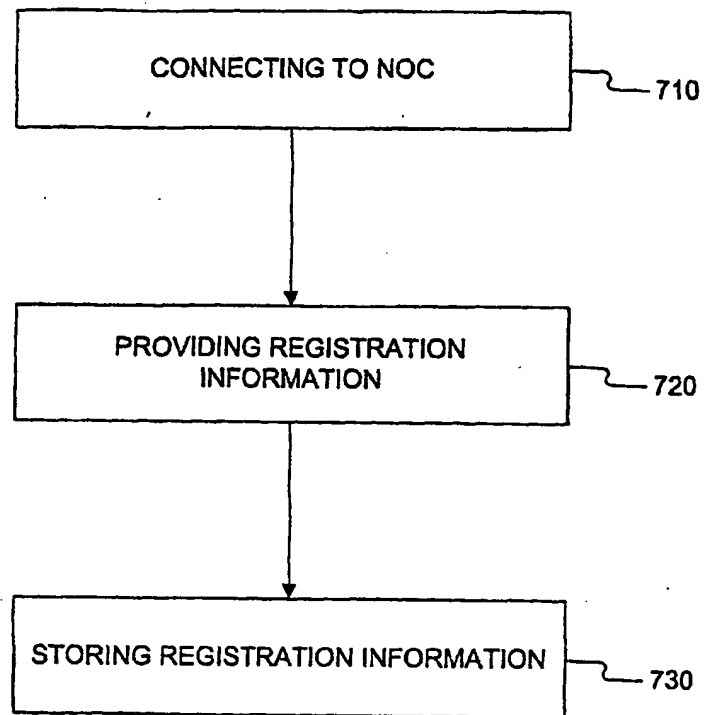 CONNECTING TO NOC
710
PROVIDING REGISTRATION
INFORMATION
720
STORING REGISTRATION INFORMATION
730